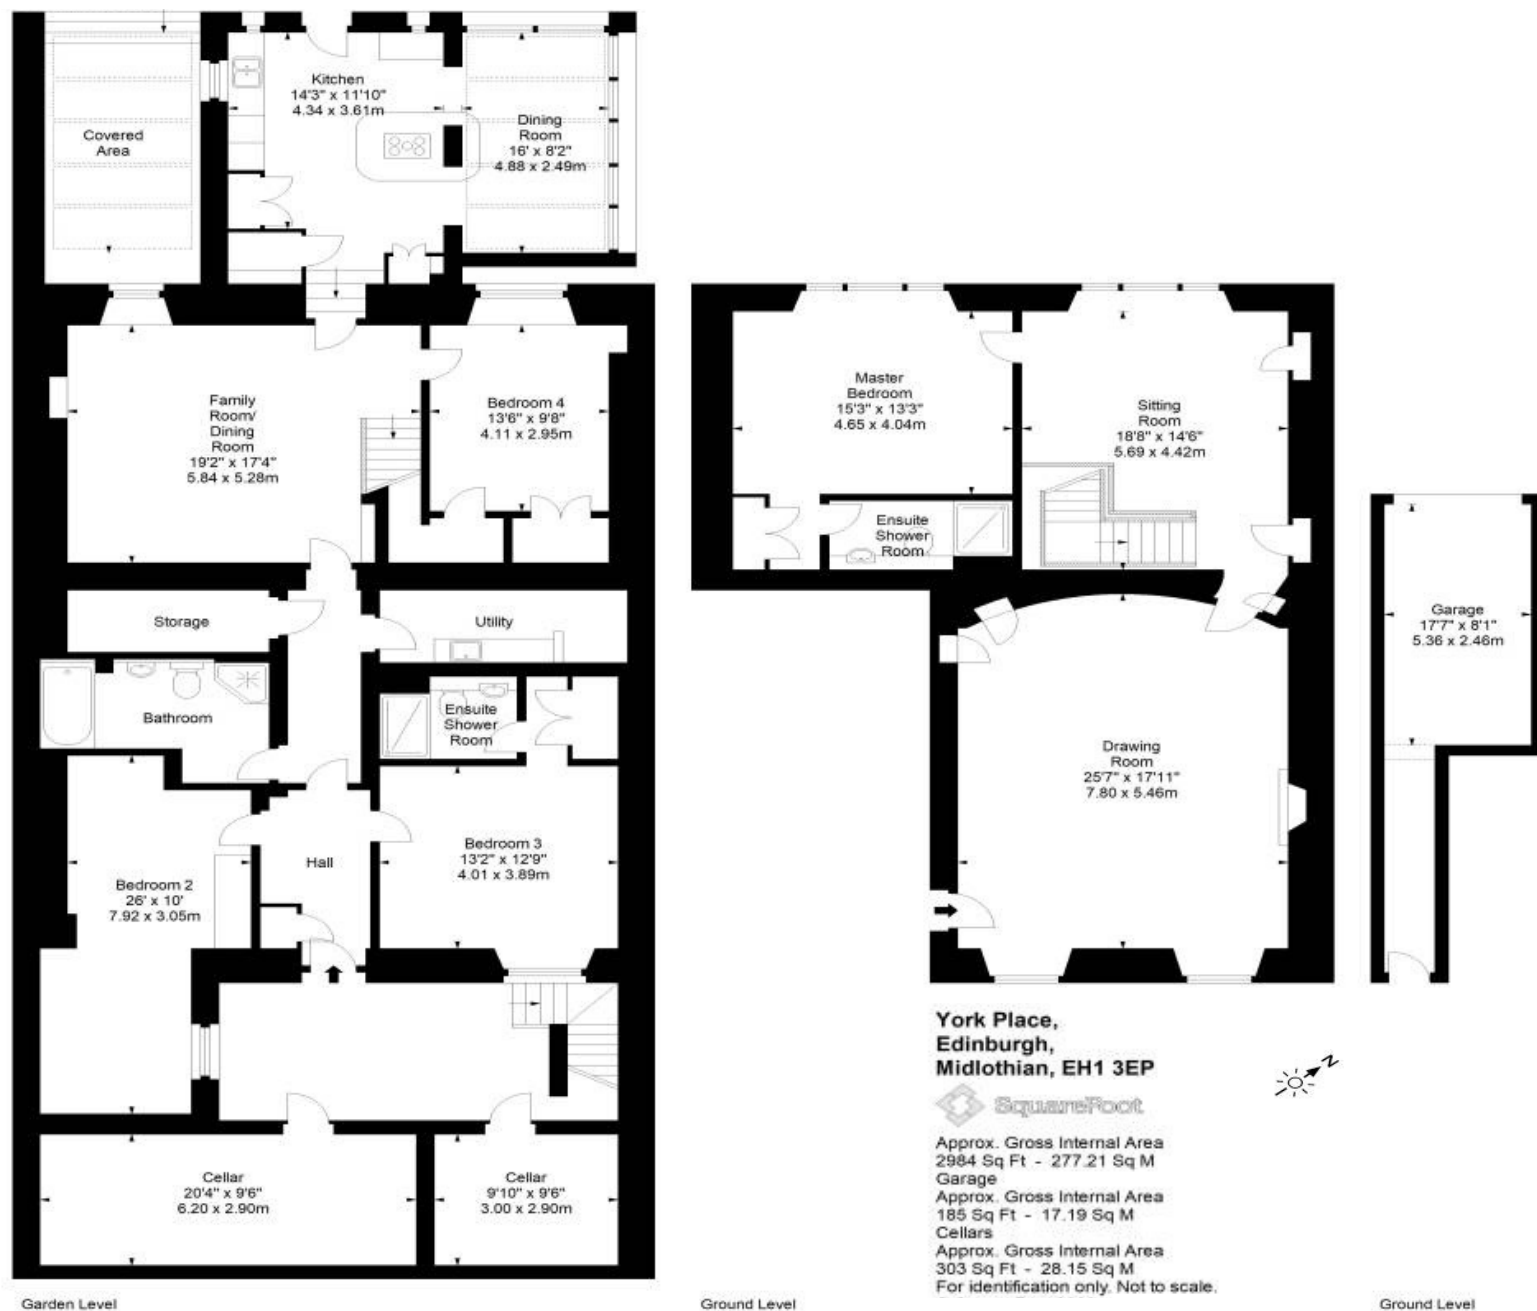 Covered
Area
Kitchen
14'3" x 11'10"
4.34 x 3.61m
Dining
Room
16' x 8'2"
4.88 x 2.49m
Family
Room/
Dining
Room
19'2" x 17'4"
5.84 x 5.28m
Bedroom 4
13'6" x 9'8"
4.11 x 2.95m
Storage
Utility
Bathroom
Ensuite
Shower
Room
Bedroom 2
26' x 10'
7.92 x 3.05m
Hall
Bedroom 3
13'2" x 12'9"
4.01 x 3.89m
Cellar
20'4" x 9'6"
6.20 x 2.90m
Cellar
9'10" x 9'6"
3.00 x 2.90m
Garden Level
Master
Bedroom
15'3" x 13'3"
4.65 x 4.04m
Sitting
Room
18'8" x 14'6"
5.69 x 4.42m
Ensuite
Shower
Room
Drawing
Room
25'7" x 17'11"
7.80 x 5.46m
Ground Level
Garage
17'7" x 8'1"
5.36 x 2.46m
York Place,
Edinburgh,
Midlothian, EH1 3EP
SquareFoot
N
Approx. Gross Internal Area
2984 Sq Ft - 277.21 Sq M
Garage
Approx. Gross Internal Area
185 Sq Ft - 17.19 Sq M
Cellars
Approx. Gross Internal Area
303 Sq Ft - 28.15 Sq M
For identification only. Not to scale.
Ground Level